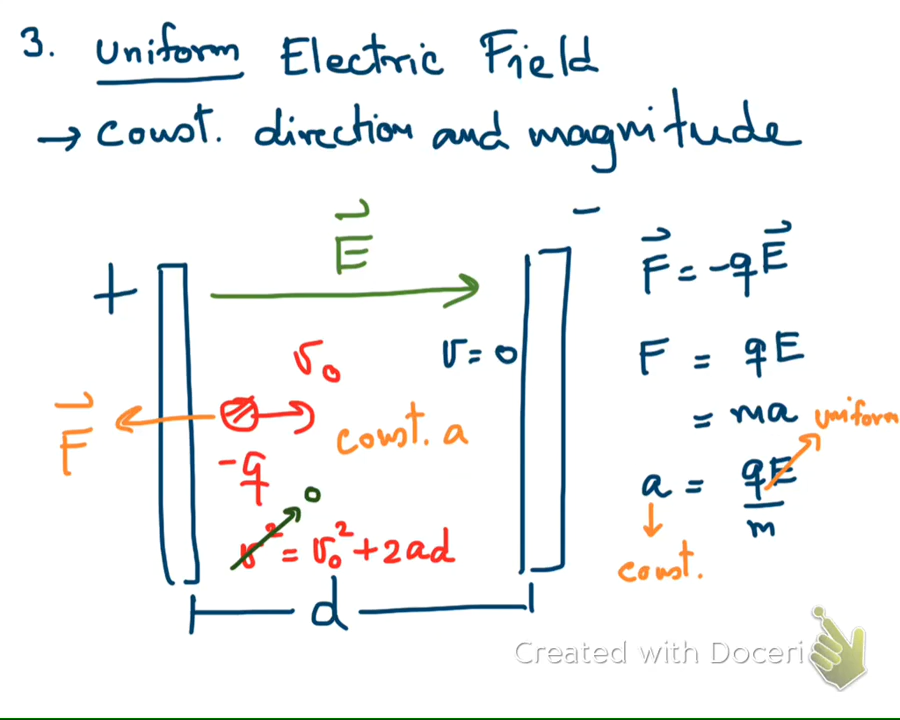 3. Uniform Electric Field
→ const. direction and magnitude
E⃗
+
−
v₀
v = 0
F⃗
-q
const. a
0
v² = v₀² + 2ad
d
F⃗ = -qE⃗
F = qE
= ma
uniform
a = qE/m
const.
Created with Doceri